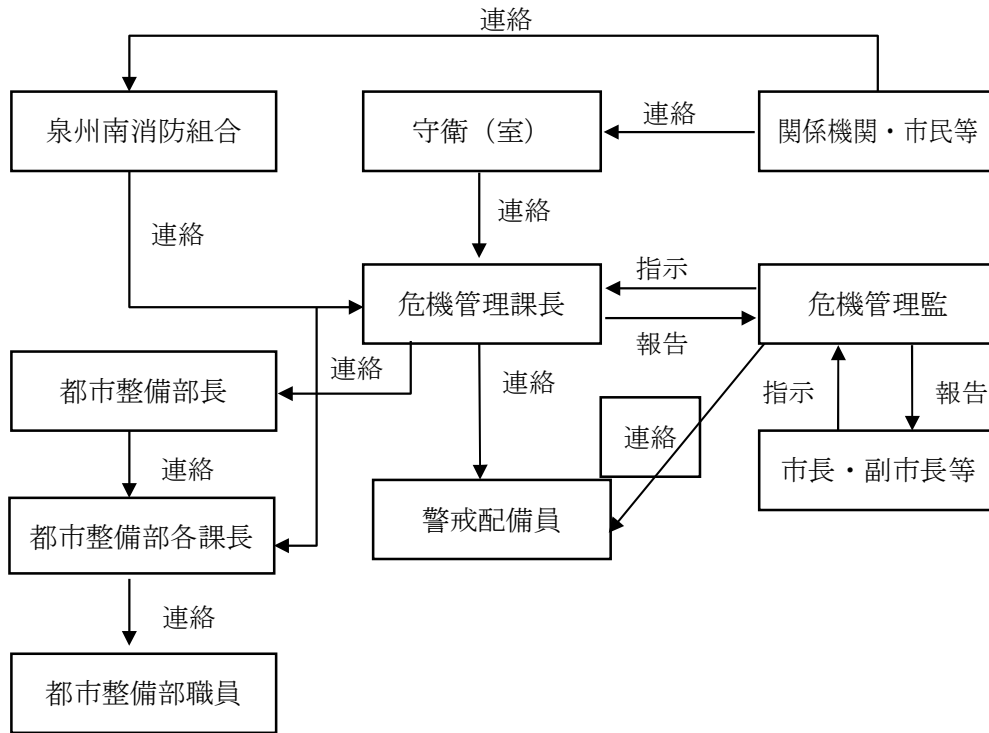 連絡
泉州南消防組合
守衛（室）
連絡
関係機関・市民等
連絡
連絡
危機管理課長
指示
報告
危機管理監
都市整備部長
連絡
連絡
連絡
指示
報告
市長・副市長等
連絡
都市整備部各課長
警戒配備員
連絡
都市整備部職員